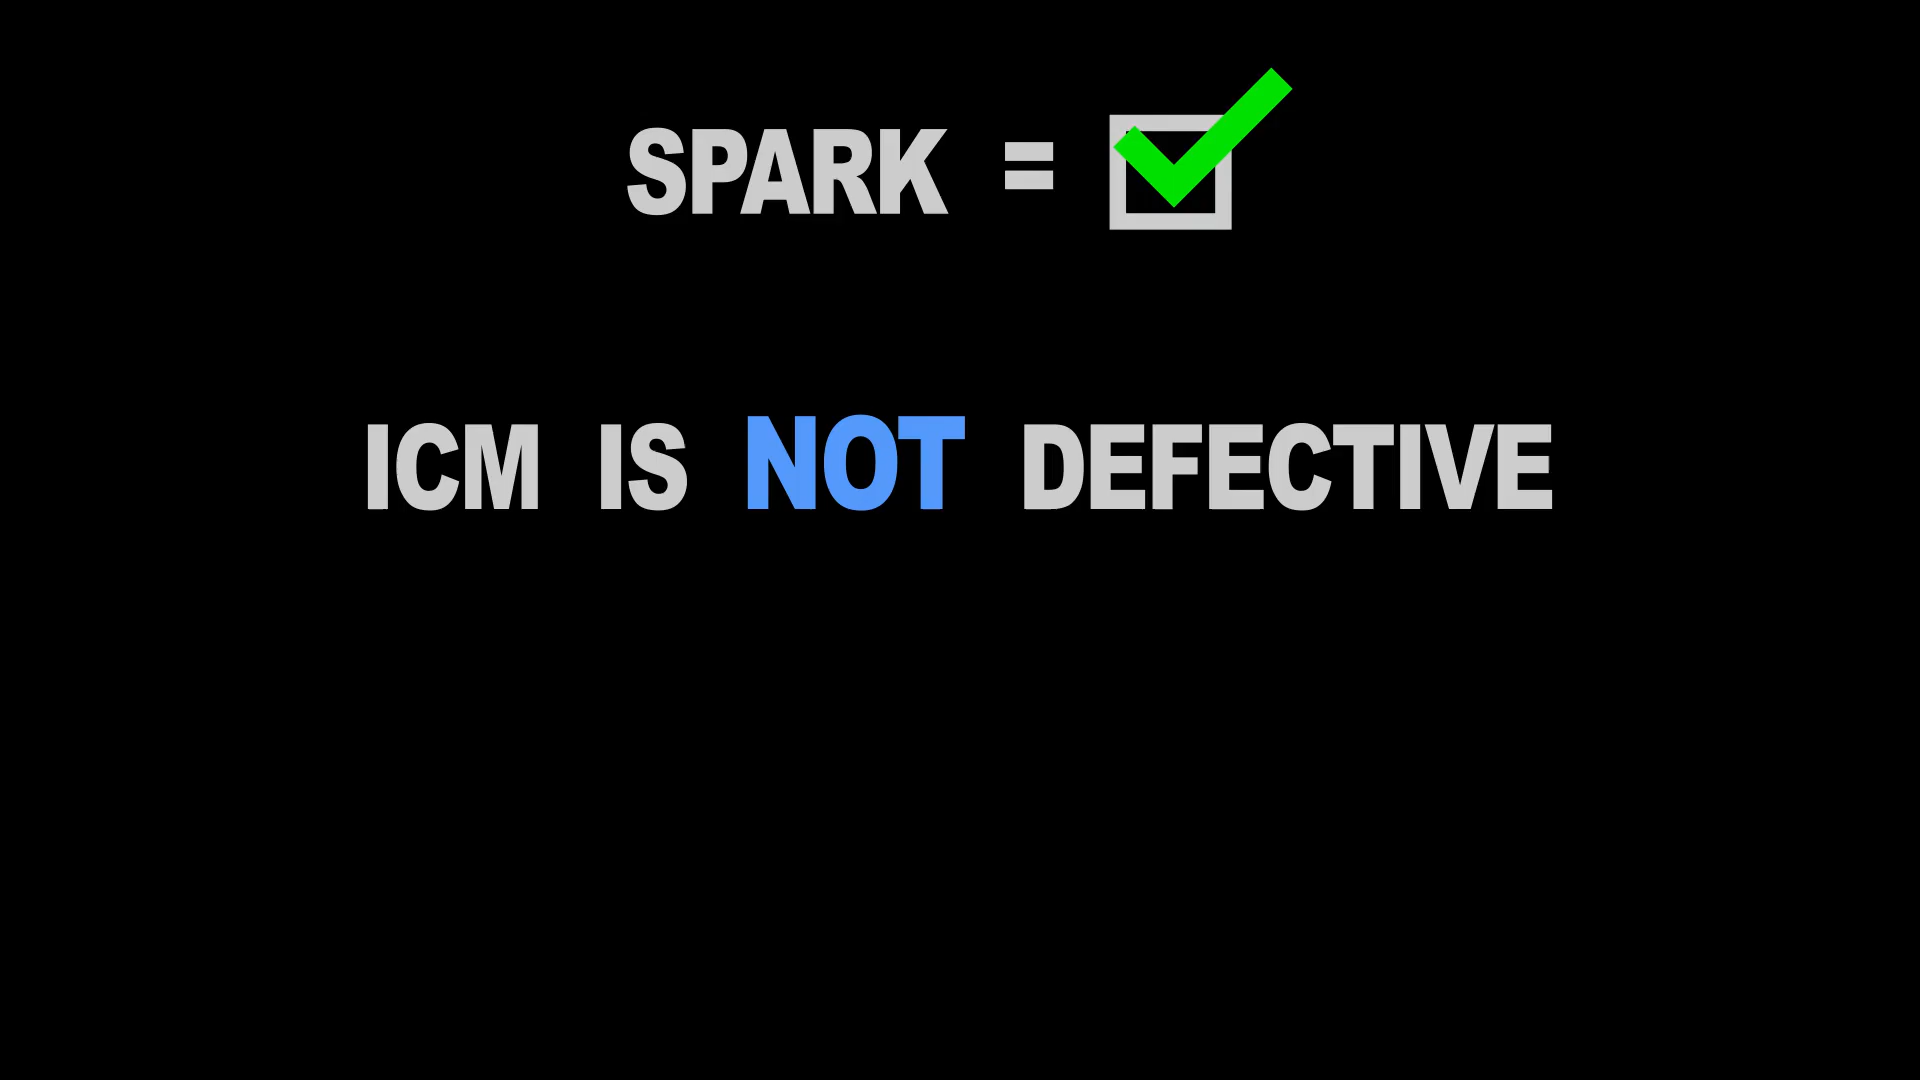 SPARK = ☑
ICM IS NOT DEFECTIVE